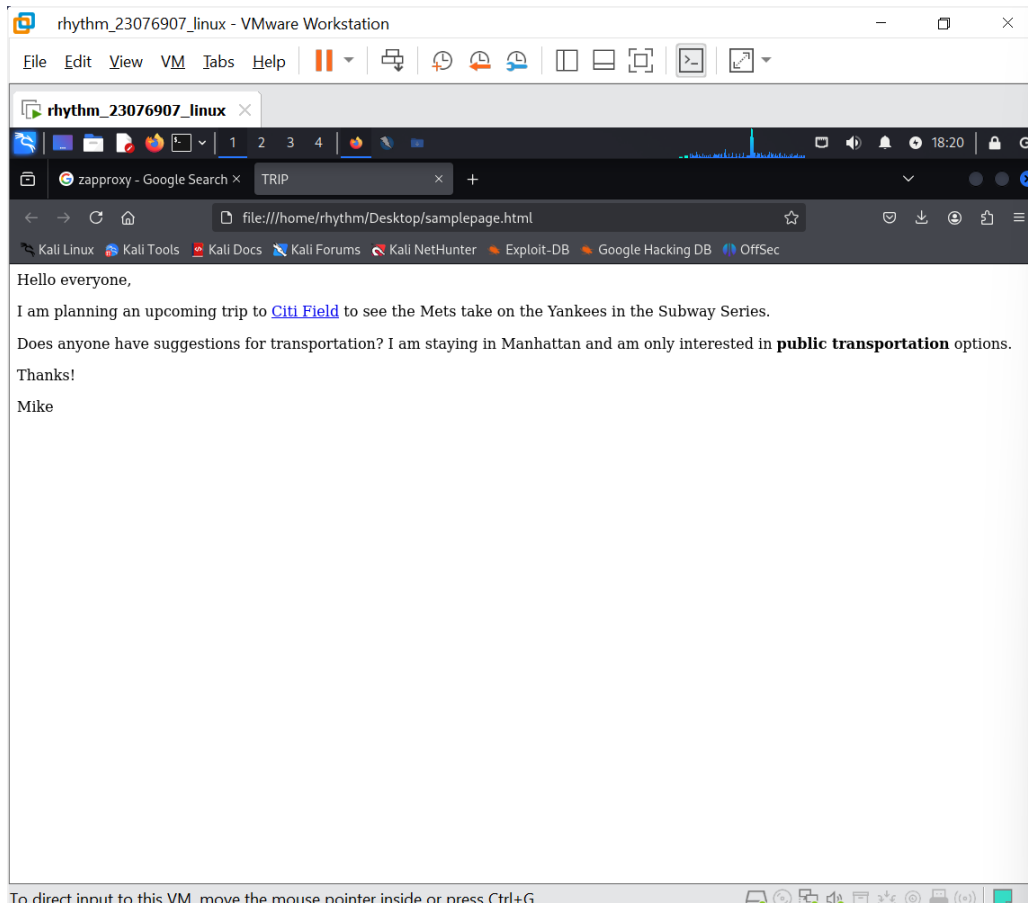 rhythm_23076907_linux - VMware Workstation
File Edit View VM Tabs Help
rhythm_23076907_linux
1 2 3 4 18:20
zapproxy - Google Search TRIP
file:///home/rhythm/Desktop/samplepage.html
Kali Linux Kali Tools Kali Docs Kali Forums Kali NetHunter Exploit-DB Google Hacking DB OffSec
Hello everyone,
I am planning an upcoming trip to Citi Field to see the Mets take on the Yankees in the Subway Series.
Does anyone have suggestions for transportation? I am staying in Manhattan and am only interested in public transportation options.
Thanks!
Mike
To direct input to this VM, move the mouse pointer inside or press Ctrl+G.